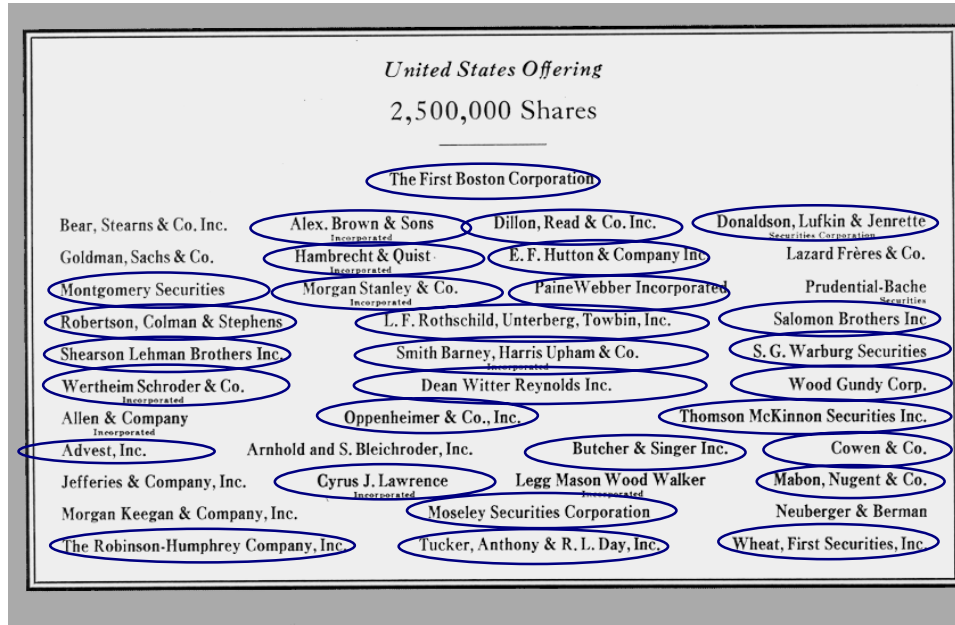 United States Offering
2,500,000 Shares
The First Boston Corporation
Bear, Stearns & Co. Inc. Alex. Brown & Sons Dillon, Read & Co. Inc. Donaldson, Lufkin & Jenrette
Incorporated Securities Corporation
Goldman, Sachs & Co. Hambrecht & Quist E. F. Hutton & Company Inc. Lazard Frères & Co.
Incorporated
Montgomery Securities Morgan Stanley & Co. PaineWebber Incorporated Prudential-Bache
Incorporated Securities
Robertson, Colman & Stephens L. F. Rothschild, Unterberg, Towbin, Inc. Salomon Brothers Inc
Shearson Lehman Brothers Inc. Smith Barney, Harris Upham & Co. S. G. Warburg Securities
Incorporated
Wertheim Schroder & Co. Dean Witter Reynolds Inc. Wood Gundy Corp.
Incorporated
Allen & Company Oppenheimer & Co., Inc. Thomson McKinnon Securities Inc.
Incorporated
Advest, Inc. Arnhold and S. Bleichroder, Inc. Butcher & Singer Inc. Cowen & Co.
Jefferies & Company, Inc. Cyrus J. Lawrence Legg Mason Wood Walker Mabon, Nugent & Co.
Incorporated Incorporated
Morgan Keegan & Company, Inc. Moseley Securities Corporation Neuberger & Berman
The Robinson-Humphrey Company, Inc. Tucker, Anthony & R. L. Day, Inc. Wheat, First Securities, Inc.